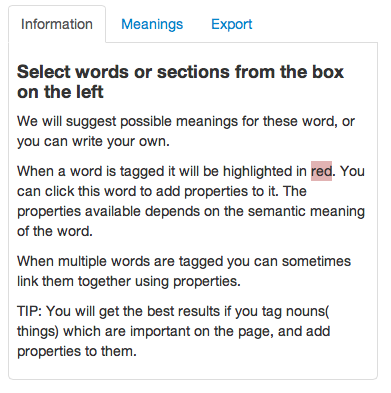 Information Meanings Export
Select words or sections from the box
on the left
We will suggest possible meanings for these word, or
you can write your own.
When a word is tagged it will be highlighted in red. You
can click this word to add properties to it. The
properties available depends on the semantic meaning
of the word.
When multiple words are tagged you can sometimes
link them together using properties.
TIP: You will get the best results if you tag nouns(
things) which are important on the page, and add
properties to them.